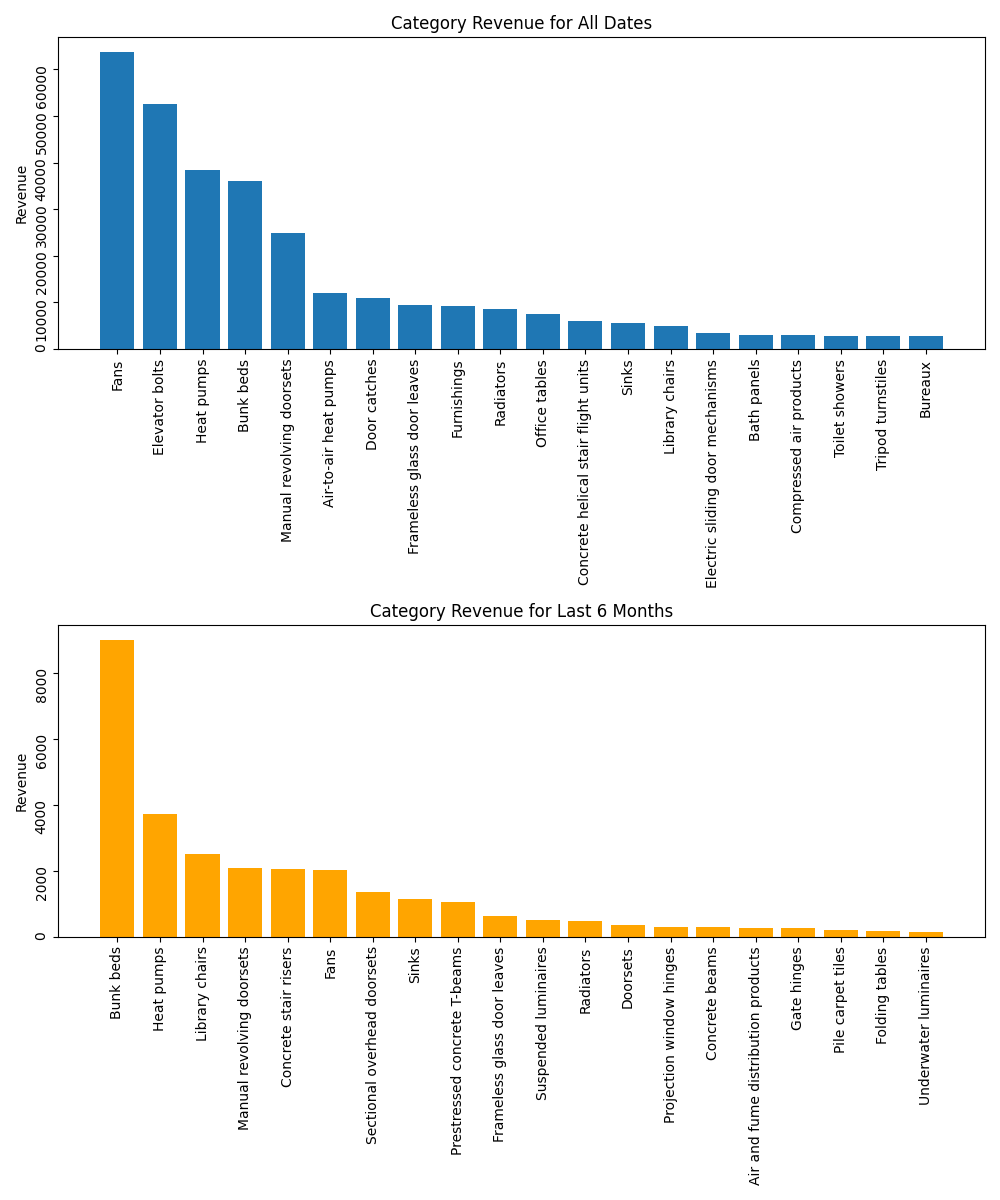 Category Revenue for All Dates
Revenue
60000
50000
40000
30000
20000
10000
0
Fans
Elevator bolts
Heat pumps
Bunk beds
Manual revolving doorsets
Air-to-air heat pumps
Door catches
Frameless glass door leaves
Furnishings
Radiators
Office tables
Concrete helical stair flight units
Sinks
Library chairs
Electric sliding door mechanisms
Bath panels
Compressed air products
Toilet showers
Tripod turnstiles
Bureaux
Category Revenue for Last 6 Months
Revenue
8000
6000
4000
2000
0
Bunk beds
Heat pumps
Library chairs
Manual revolving doorsets
Concrete stair risers
Fans
Sectional overhead doorsets
Sinks
Prestressed concrete T-beams
Frameless glass door leaves
Suspended luminaires
Radiators
Doorsets
Projection window hinges
Concrete beams
Air and fume distribution products
Gate hinges
Pile carpet tiles
Folding tables
Underwater luminaires